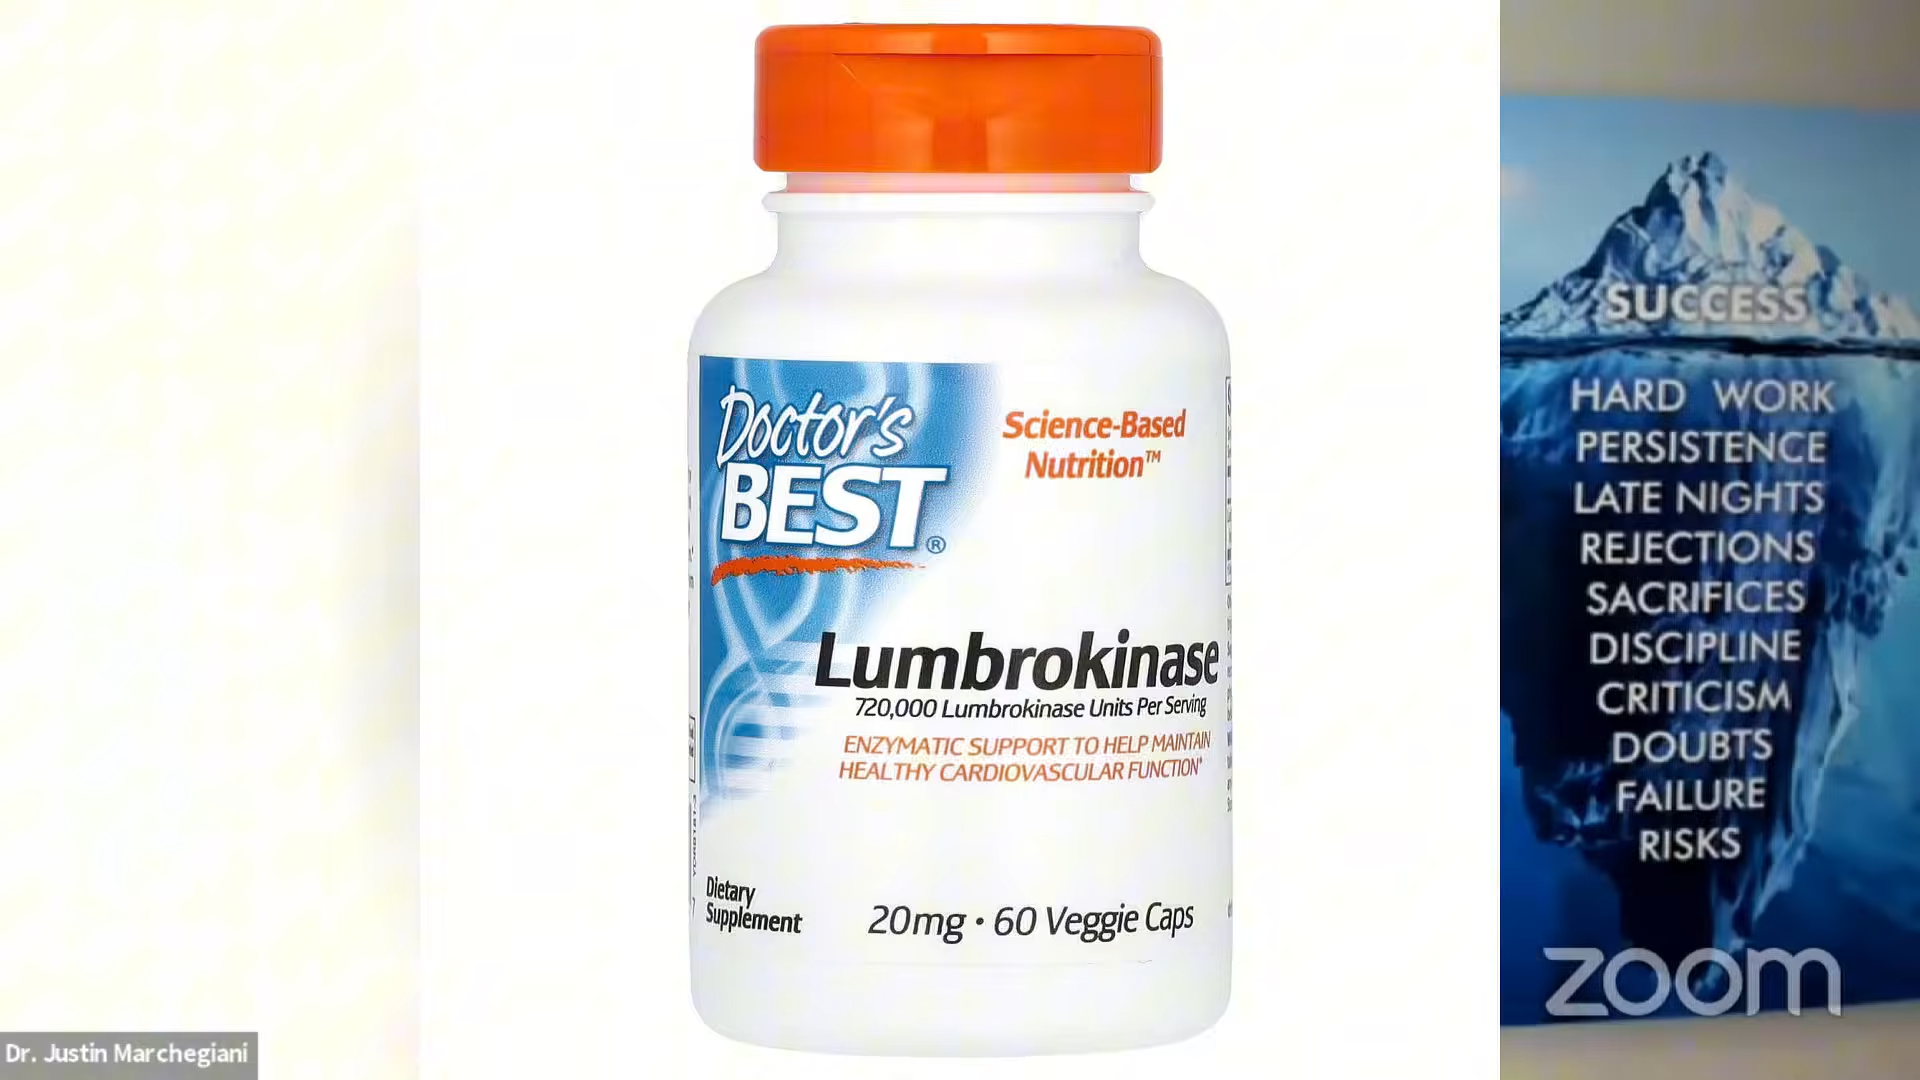 Doctor's
BEST®
Science-Based
Nutrition™
Lumbrokinase
720,000 Lumbrokinase Units Per Serving
ENZYMATIC SUPPORT TO HELP MAINTAIN
HEALTHY CARDIOVASCULAR FUNCTION*
Dietary
Supplement
20mg • 60 Veggie Caps
SUCCESS
HARD WORK
PERSISTENCE
LATE NIGHTS
REJECTIONS
SACRIFICES
DISCIPLINE
CRITICISM
DOUBTS
FAILURE
RISKS
zoom
Dr. Justin Marchegiani